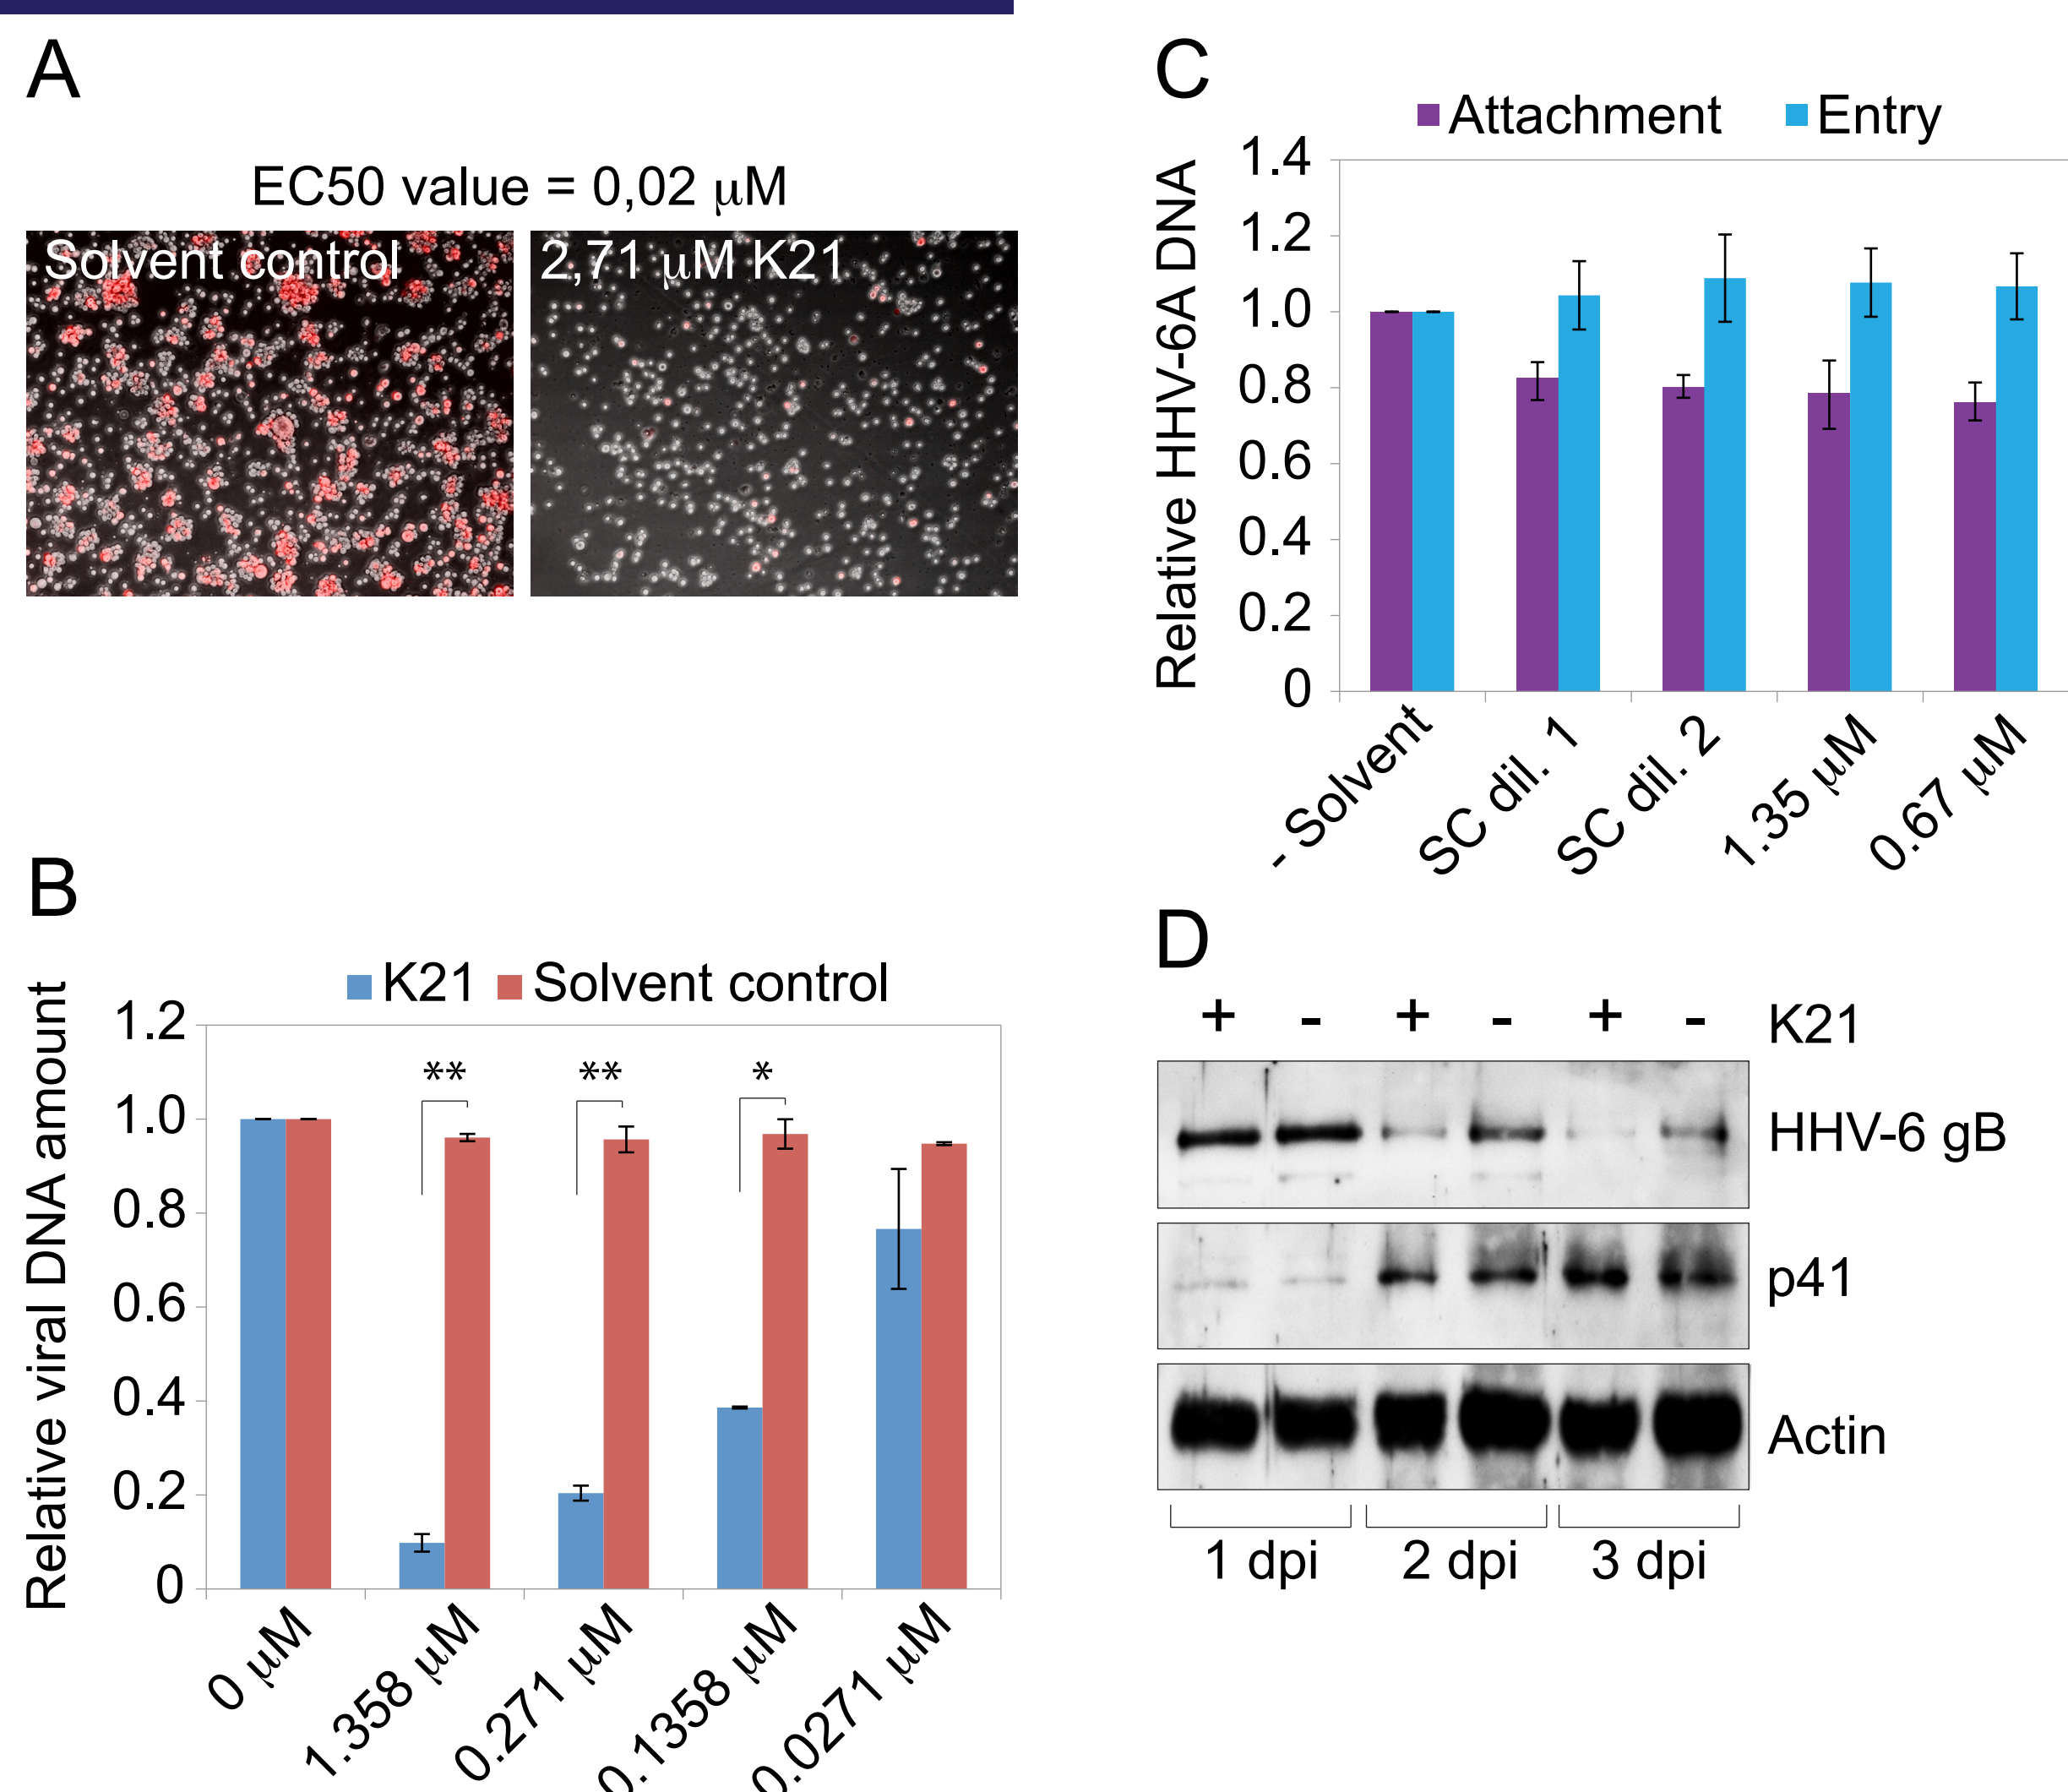 A
EC50 value = 0,02 µM
Solvent control
2,71 µM K21
B
K21
Solvent control
Relative viral DNA amount
1.2
1.0
0.8
0.6
0.4
0.2
0
**
**
*
0 µM
1.358 µM
0.271 µM
0.1358 µM
0.0271 µM
C
Attachment
Entry
Relative HHV-6A DNA
1.4
1.2
1.0
0.8
0.6
0.4
0.2
0
- Solvent
SC dil. 1
SC dil. 2
1.35 µM
0.67 µM
D
+ - + - + - K21
HHV-6 gB
p41
Actin
1 dpi
2 dpi
3 dpi